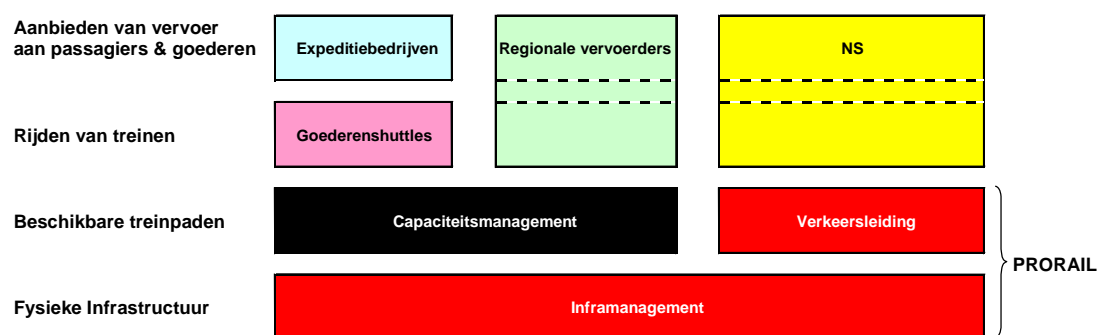 Aanbieden van vervoer
aan passagiers & goederen
Expeditiebedrijven
Regionale vervoerders
NS
Rijden van treinen
Goederenshuttles
Beschikbare treinpaden
Capaciteitsmanagement
Verkeersleiding
PRORAIL
Fysieke Infrastructuur
Inframanagement